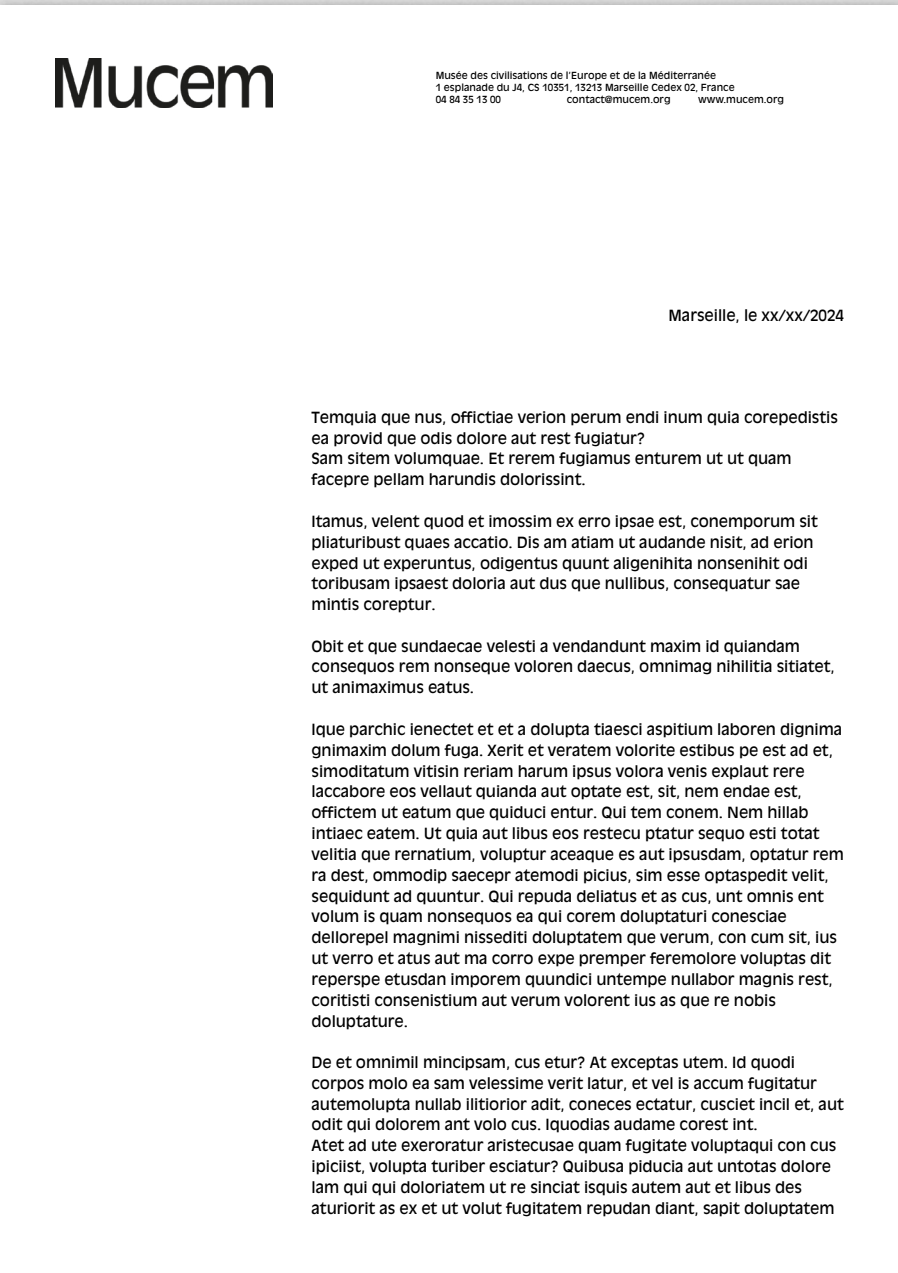 Mucem
Musée des civilisations de l'Europe et de la Méditerranée
1 esplanade du J4, CS 10351, 13213 Marseille Cedex 02, France
04 84 35 13 00 contact@mucem.org www.mucem.org
Marseille, le xx/xx/2024
Temquia que nus, offictiae verion perum endi inum quia corepedistis
ea provid que odis dolore aut rest fugiatur?
Sam sitem volumquae. Et rerem fugiamus enturem ut ut quam
facepre pellam harundis dolorissint.
Itamus, velent quod et imossim ex erro ipsae est, conemporum sit
pliaturibust quaes accatio. Dis am atiam ut audande nisit, ad erion
exped ut experuntus, odigentus quunt aligenihita nonsenihit odi
toribusam ipsaest doloria aut dus que nullibus, consequatur sae
mintis coreptur.
Obit et que sundaecae velesti a vendandunt maxim id quiandam
consequos rem nonseque voloren daecus, omnimag nihilitia sitiatet,
ut animaximus eatus.
Ique parchic ienectet et et a dolupta tiaesci aspitium laboren dignima
gnimaxim dolum fuga. Xerit et veratem volorite estibus pe est ad et,
simoditatum vitisin reriam harum ipsus volora venis explaut rere
laccabore eos vellaut quianda aut optate est, sit, nem endae est,
offictem ut eatum que quiduci entur. Qui tem conem. Nem hillab
intiaec eatem. Ut quia aut libus eos restecu ptatur sequo esti totat
velitia que rernatium, voluptur aceaque es aut ipsusdam, optatur rem
ra dest, ommodip saecepr atemodi picius, sim esse optaspedit velit,
sequidunt ad quuntur. Qui repuda deliatus et as cus, unt omnis ent
volum is quam nonsequos ea qui corem doluptaturi conesciae
dellorepel magnimi nissediti doluptatem que verum, con cum sit, ius
ut verro et atus aut ma corro expe premper feremolore voluptas dit
reperspe etusdan imporem quundici untempe nullabor magnis rest,
coritisti consenistium aut verum volorent ius as que re nobis
doluptature.
De et omnimil mincipsam, cus etur? At exceptas utem. Id quodi
corpos molo ea sam velessime verit latur, et vel is accum fugitatur
autemolupta nullab ilitiorior adit, coneces ectatur, cusciet incil et, aut
odit qui dolorem ant volo cus. Iquodias audame corest int.
Atet ad ute exeroratur aristecusae quam fugitate voluptaqui con cus
ipiciist, volupta turiber esciatur? Quibusa piducia aut untotas dolore
lam qui qui doloriatem ut re sinciat isquis autem aut et libus des
aturiorit as ex et ut volut fugitatem repudan diant, sapit doluptatem